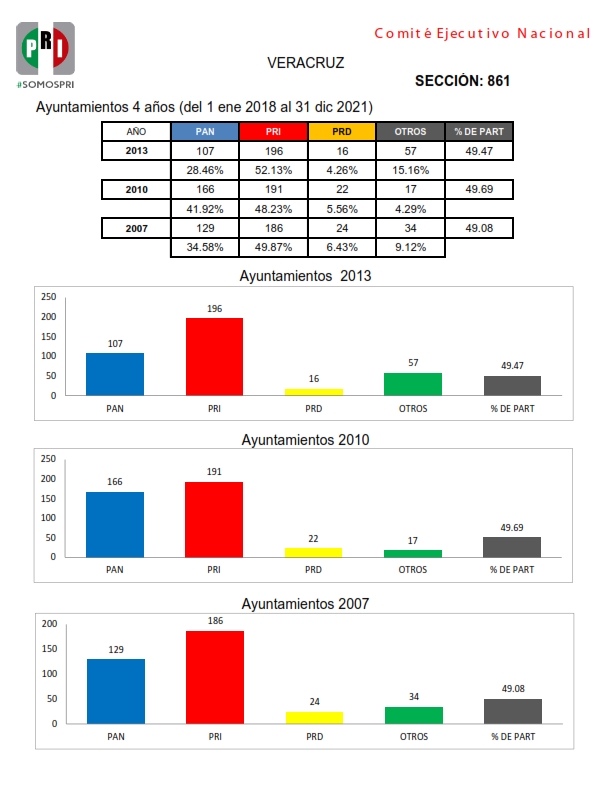 Comité Ejecutivo Nacional
PRI
#SOMOSPRI
VERACRUZ
SECCIÓN: 861
Ayuntamientos 4 años (del 1 ene 2018 al 31 dic 2021)
AÑO PAN PRI PRD OTROS % DE PART
2013 107 196 16 57 49.47
28.46% 52.13% 4.26% 15.16%
2010 166 191 22 17 49.69
41.92% 48.23% 5.56% 4.29%
2007 129 186 24 34 49.08
34.58% 49.87% 6.43% 9.12%
Ayuntamientos 2013
250
200
150
100
50
0
107 196 16 57 49.47
PAN PRI PRD OTROS % DE PART
Ayuntamientos 2010
250
200
150
100
50
0
166 191 22 17 49.69
PAN PRI PRD OTROS % DE PART
Ayuntamientos 2007
200
150
100
50
0
129 186 24 34 49.08
PAN PRI PRD OTROS % DE PART